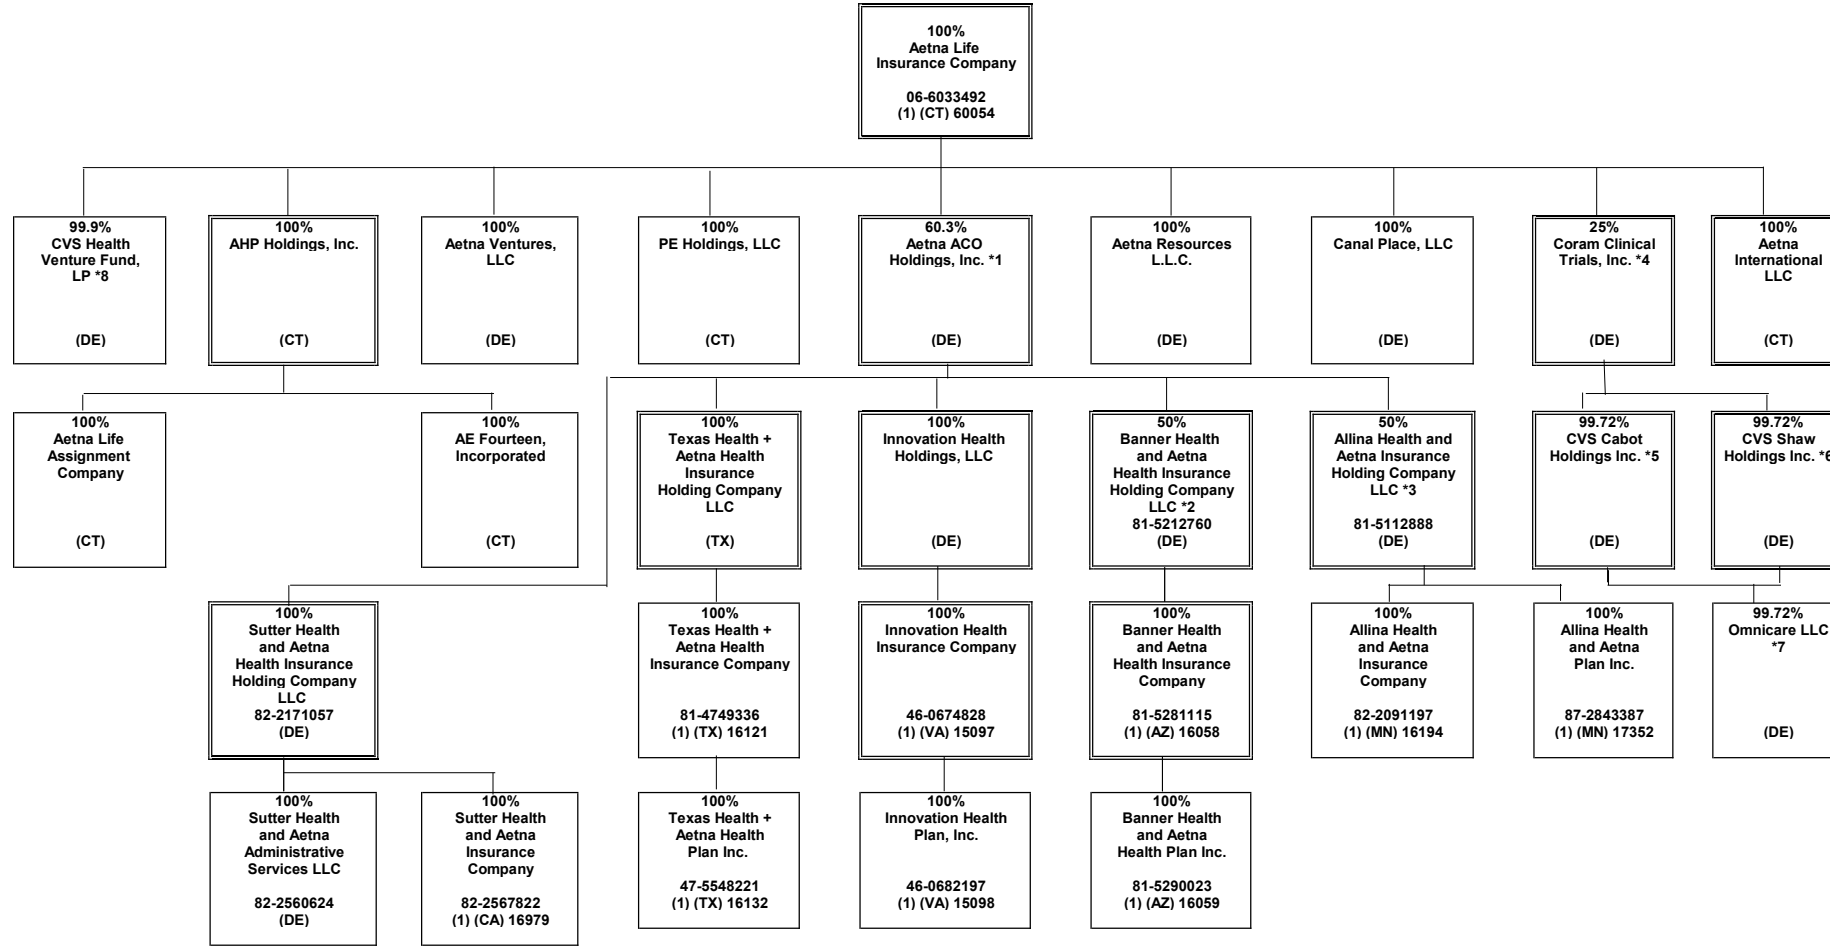 100%
Aetna Life
Insurance Company
06-6033492
(1) (CT) 60054
99.9%
CVS Health
Venture Fund,
LP *8
(DE)
100%
AHP Holdings, Inc.
(CT)
100%
Aetna Ventures,
LLC
(DE)
100%
PE Holdings, LLC
(CT)
60.3%
Aetna ACO
Holdings, Inc. *1
(DE)
100%
Aetna Resources
L.L.C.
(DE)
100%
Canal Place, LLC
(DE)
25%
Coram Clinical
Trials, Inc. *4
(DE)
100%
Aetna
International
LLC
(CT)
100%
Aetna Life
Assignment
Company
(CT)
100%
AE Fourteen,
Incorporated
(CT)
100%
Texas Health +
Aetna Health
Insurance
Holding Company
LLC
(TX)
100%
Innovation Health
Holdings, LLC
(DE)
50%
Banner Health
and Aetna
Health Insurance
Holding Company
LLC *2
81-5212760
(DE)
50%
Allina Health and
Aetna Insurance
Holding Company
LLC *3
81-5112888
(DE)
99.72%
CVS Cabot
Holdings Inc. *5
(DE)
99.72%
CVS Shaw
Holdings Inc. *6
(DE)
100%
Sutter Health
and Aetna
Health Insurance
Holding Company
LLC
82-2171057
(DE)
100%
Texas Health +
Aetna Health
Insurance Company
81-4749336
(1) (TX) 16121
100%
Innovation Health
Insurance Company
46-0674828
(1) (VA) 15097
100%
Banner Health
and Aetna
Health Insurance
Company
81-5281115
(1) (AZ) 16058
100%
Allina Health
and Aetna
Insurance
Company
82-2091197
(1) (MN) 16194
100%
Allina Health
and Aetna
Plan Inc.
87-2843387
(1) (MN) 17352
99.72%
Omnicare LLC
*7
(DE)
100%
Sutter Health
and Aetna
Administrative
Services LLC
82-2560624
(DE)
100%
Sutter Health
and Aetna
Insurance
Company
82-2567822
(1) (CA) 16979
100%
Texas Health +
Aetna Health
Plan Inc.
47-5548221
(1) (TX) 16132
100%
Innovation Health
Plan, Inc.
46-0682197
(1) (VA) 15098
100%
Banner Health
and Aetna
Health Plan Inc.
81-5290023
(1) (AZ) 16059